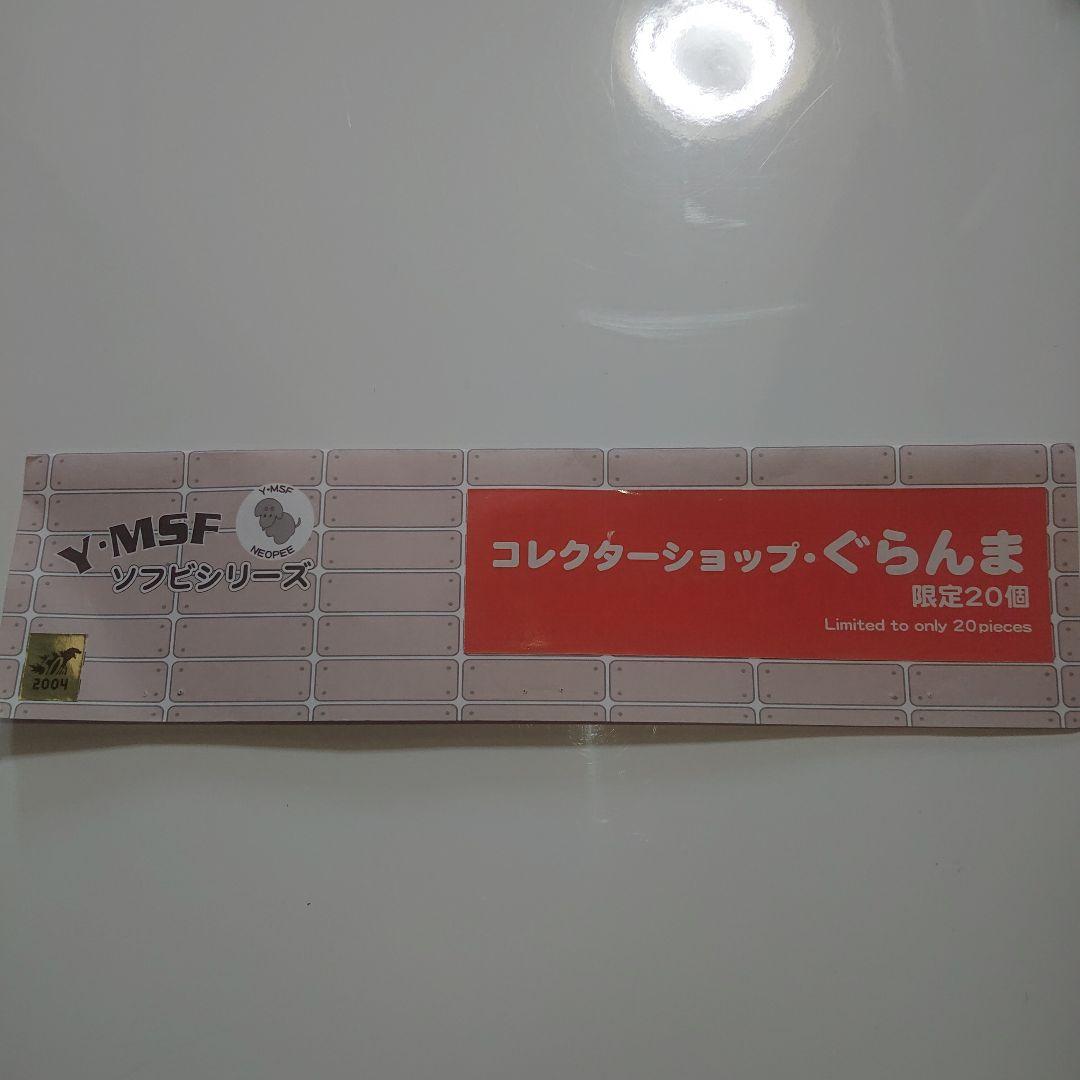 Y・MSF
ソフビシリーズ
Y・MSF
NEOPEE
コレクターショップ・ぐらんま
限定20個
Limited to only 20pieces
30th
2004